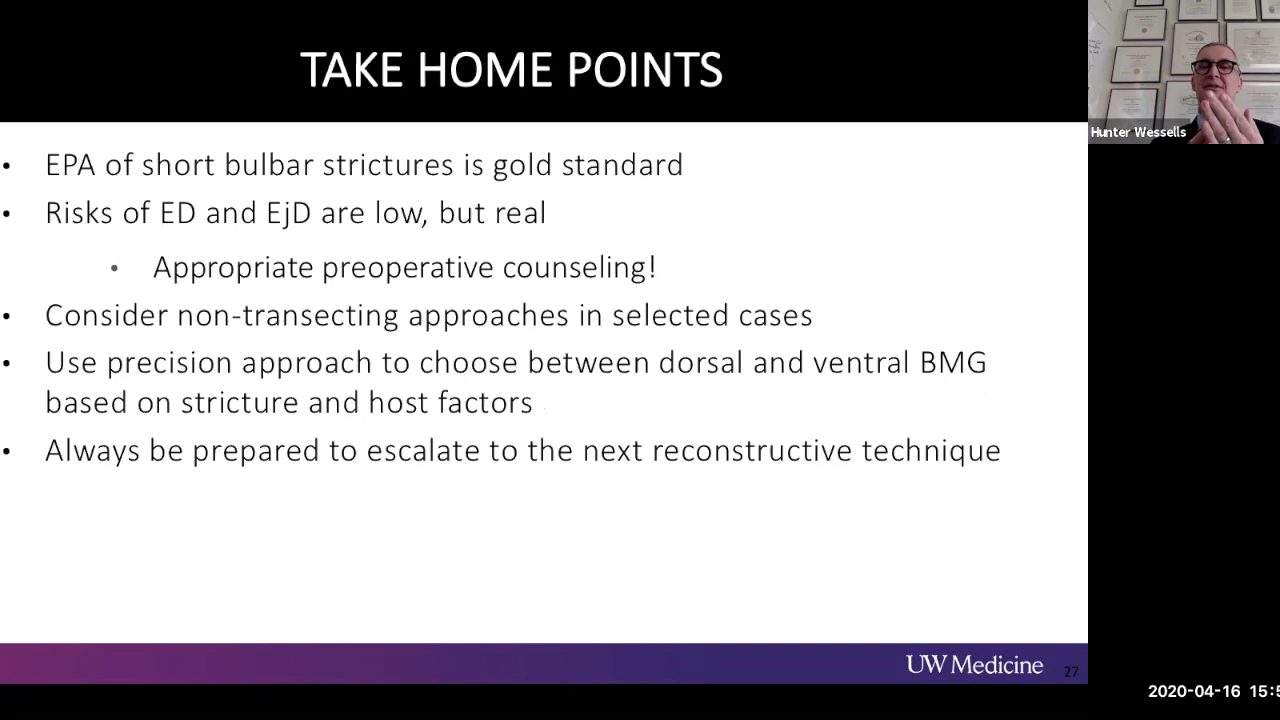 TAKE HOME POINTS
Hunter Wessells
• EPA of short bulbar strictures is gold standard
• Risks of ED and EjD are low, but real
• Appropriate preoperative counseling!
• Consider non-transecting approaches in selected cases
• Use precision approach to choose between dorsal and ventral BMG
based on stricture and host factors
• Always be prepared to escalate to the next reconstructive technique
UW Medicine
27
2020-04-16 15:5